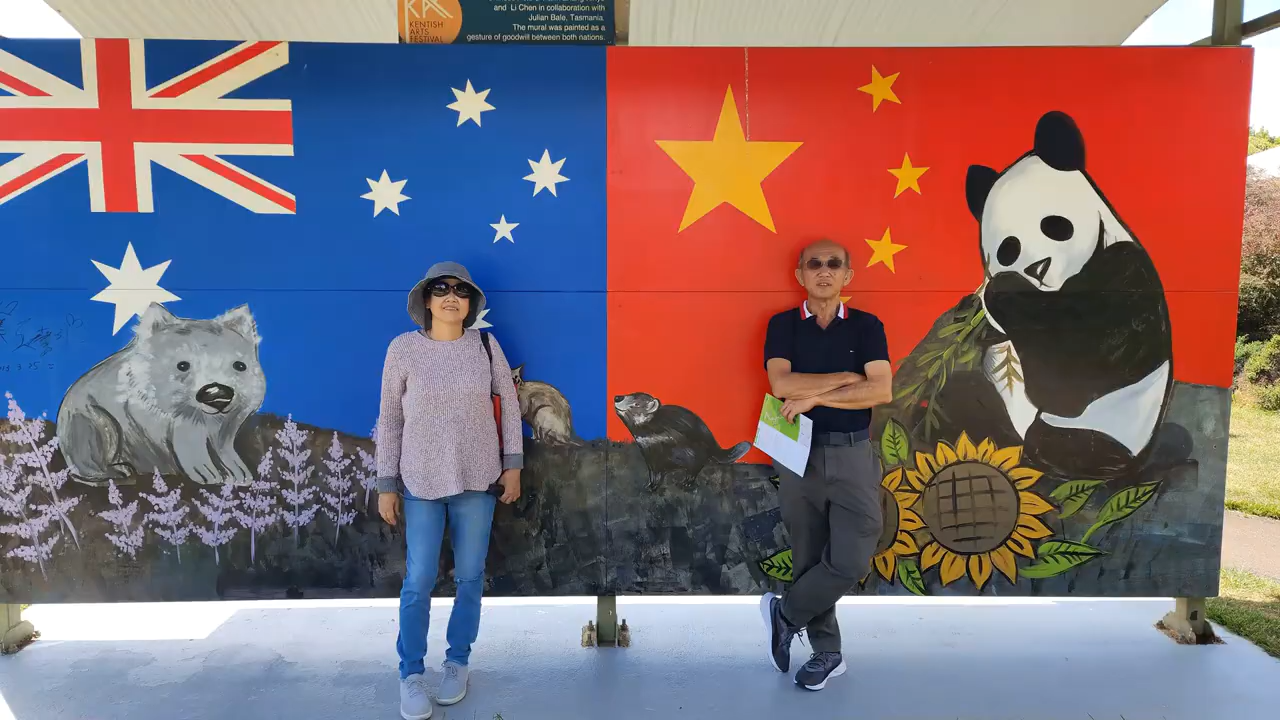 KA
KENTISH
ARTS
FESTIVAL
and Li Chen in collaboration with
Julian Bale, Tasmania.
The mural was painted as a
gesture of goodwill between both nations.